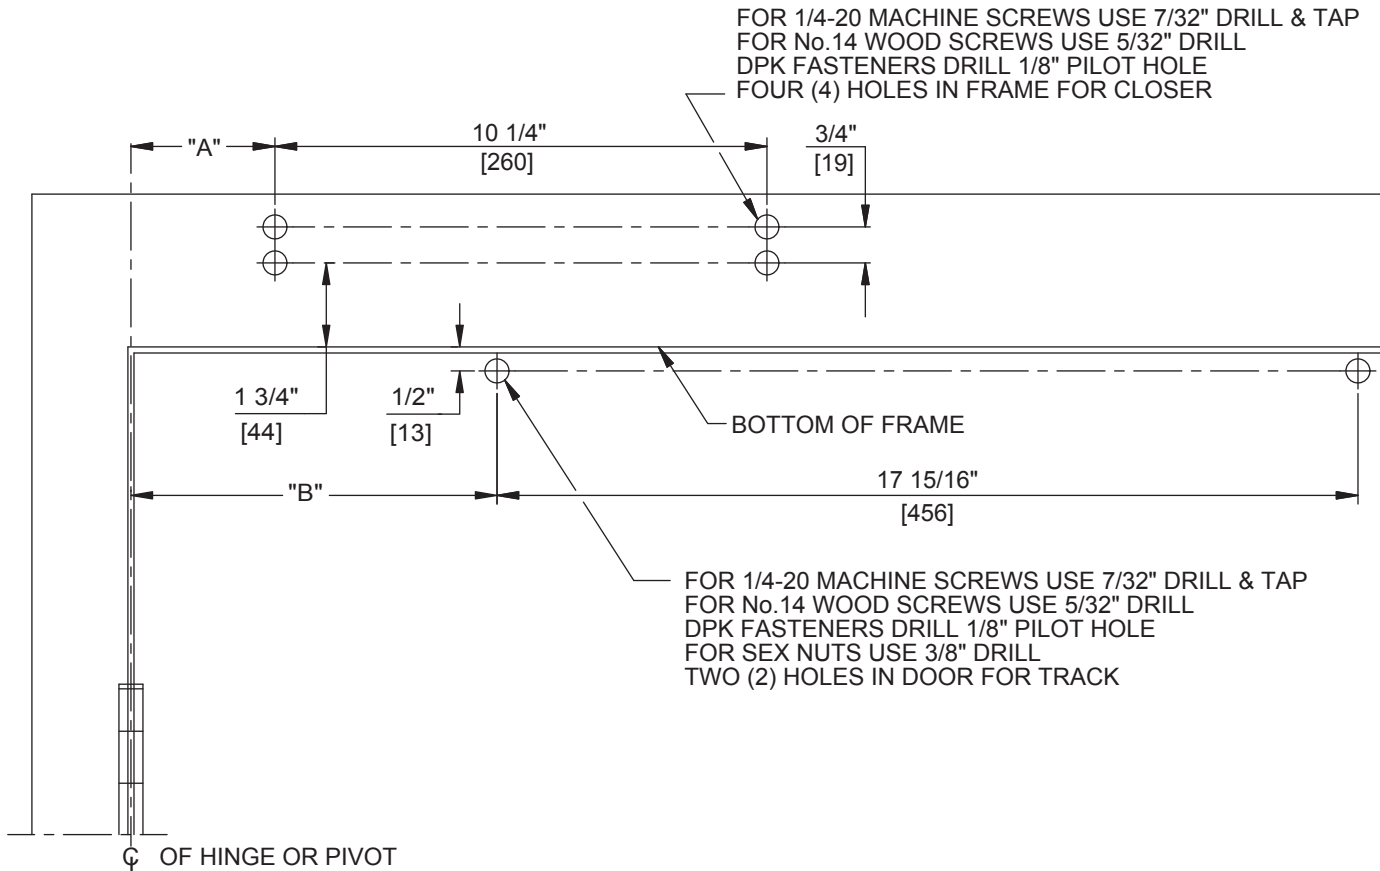 FOR 1/4-20 MACHINE SCREWS USE 7/32" DRILL & TAP
FOR No.14 WOOD SCREWS USE 5/32" DRILL
DPK FASTENERS DRILL 1/8" PILOT HOLE
FOUR (4) HOLES IN FRAME FOR CLOSER
"A"
10 1/4"
[260]
3/4"
[19]
1 3/4"
[44]
1/2"
[13]
BOTTOM OF FRAME
"B"
17 15/16"
[456]
FOR 1/4-20 MACHINE SCREWS USE 7/32" DRILL & TAP
FOR No.14 WOOD SCREWS USE 5/32" DRILL
DPK FASTENERS DRILL 1/8" PILOT HOLE
FOR SEX NUTS USE 3/8" DRILL
TWO (2) HOLES IN DOOR FOR TRACK
℄ OF HINGE OR PIVOT